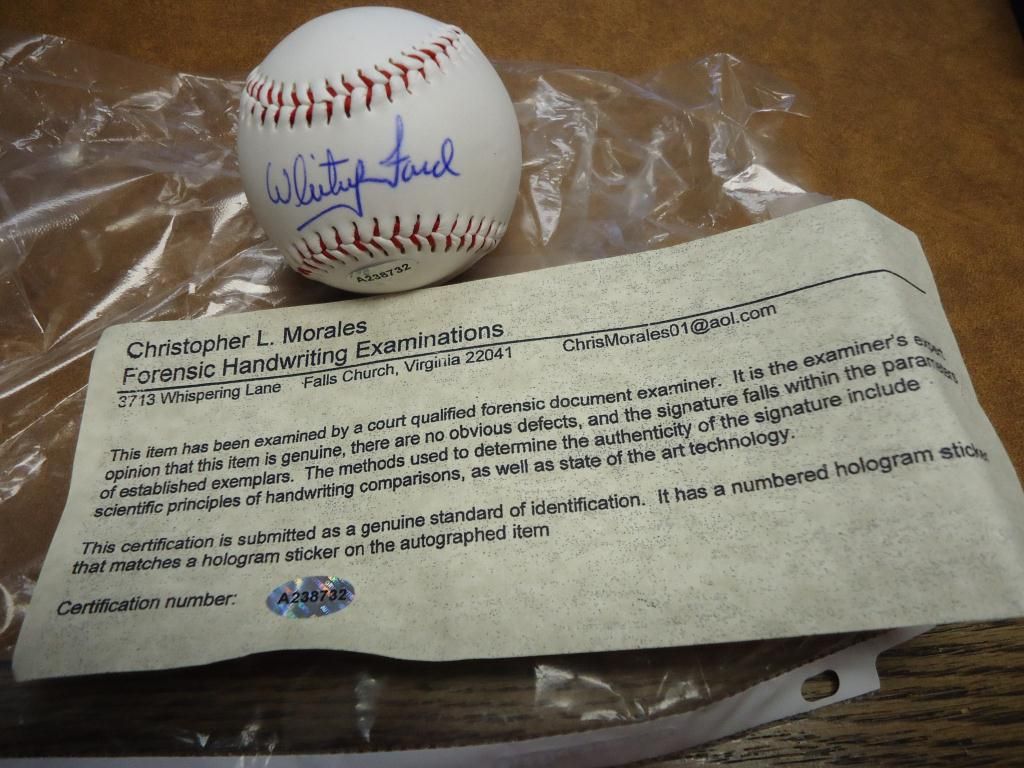 Whitey Ford
A238732
Christopher L. Morales
Forensic Handwriting Examinations
3713 Whispering Lane Falls Church, Virginia 22041 ChrisMorales01@aol.com
This item has been examined by a court qualified forensic document examiner. It is the examiner's
opinion that this item is genuine, there are no obvious defects, and the signature falls within the
of established exemplars. The methods used to determine the authenticity of the signature include
scientific principles of handwriting comparisons, as well as state of the art technology.
This certification is submitted as a genuine standard of identification. It has a numbered hologram sticker
that matches a hologram sticker on the autographed item
Certification number: A238732